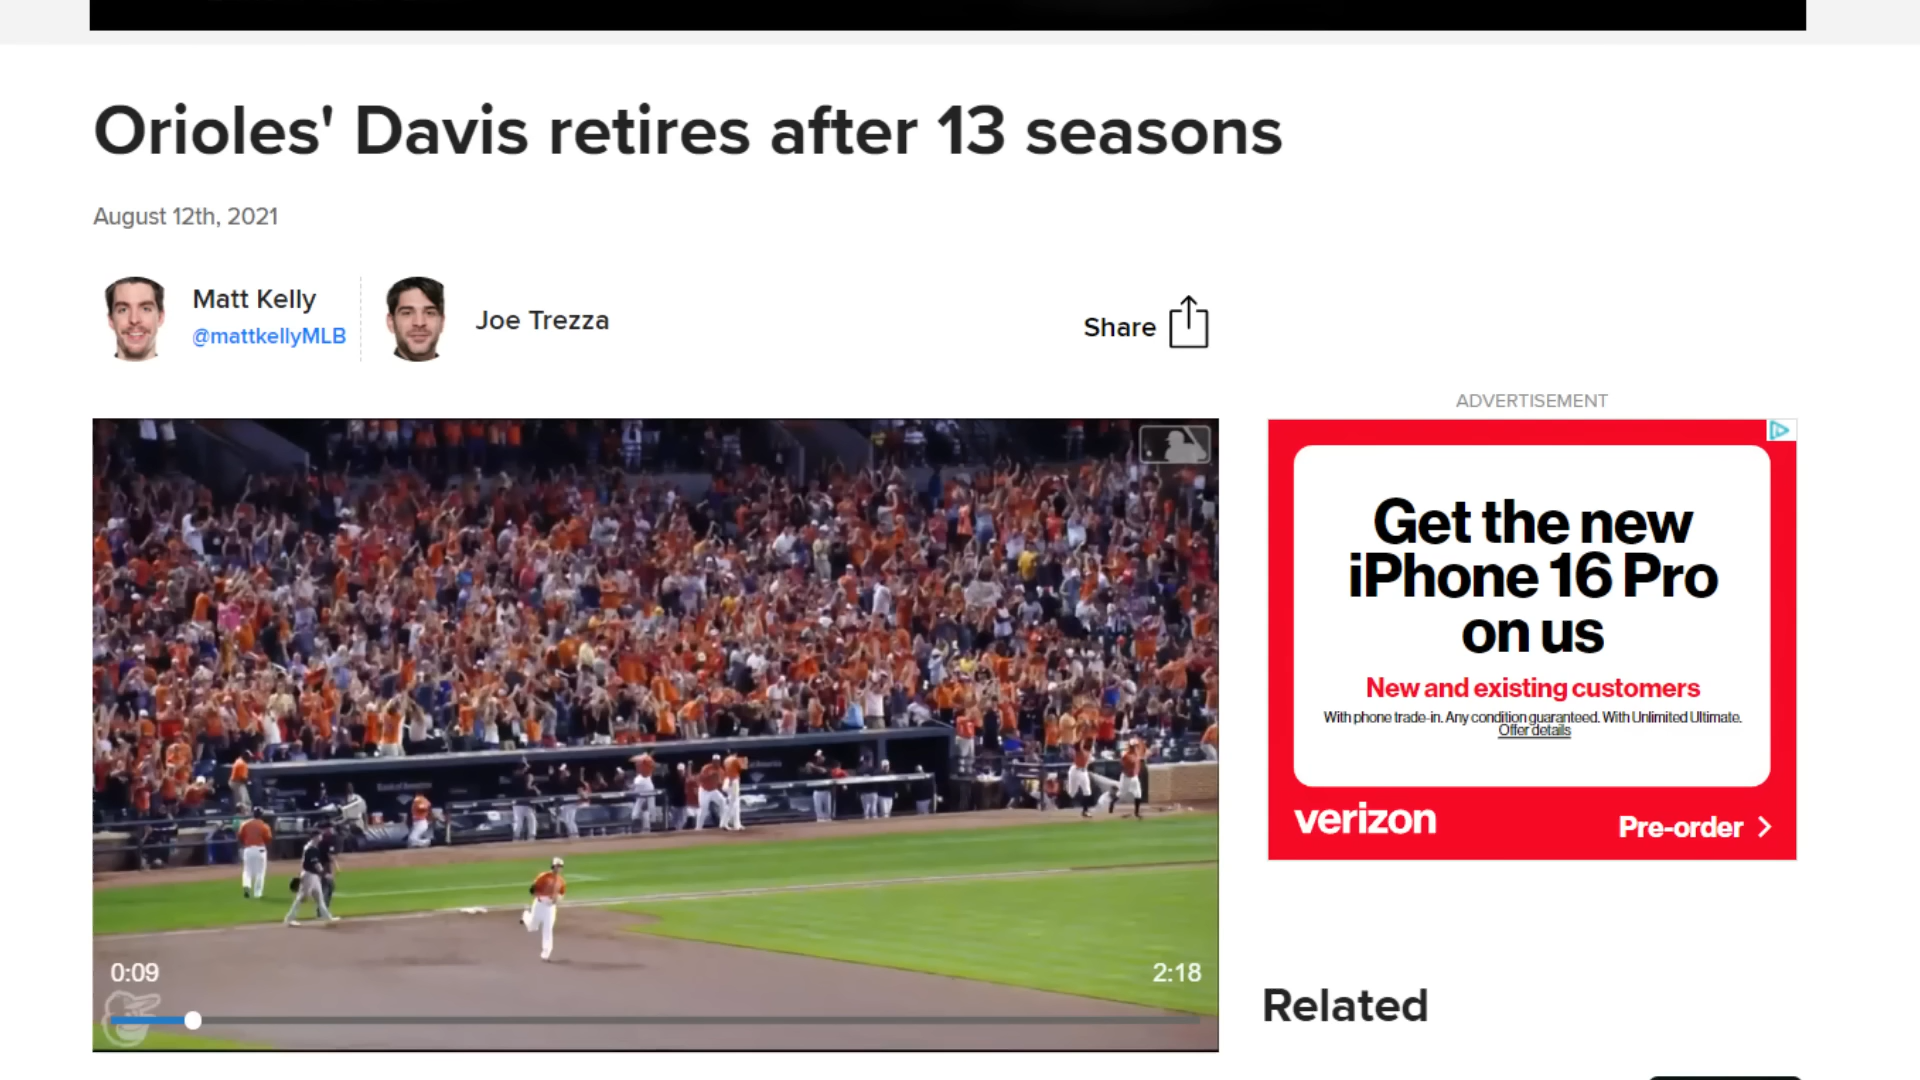 Orioles' Davis retires after 13 seasons
August 12th, 2021
Matt Kelly
@mattkellyMLB
Joe Trezza
Share
ADVERTISEMENT
Get the new
iPhone 16 Pro
on us
New and existing customers
With phone trade-in. Any condition guaranteed. With Unlimited Ultimate.
Offer details
verizon
Pre-order
0:09
2:18
Related